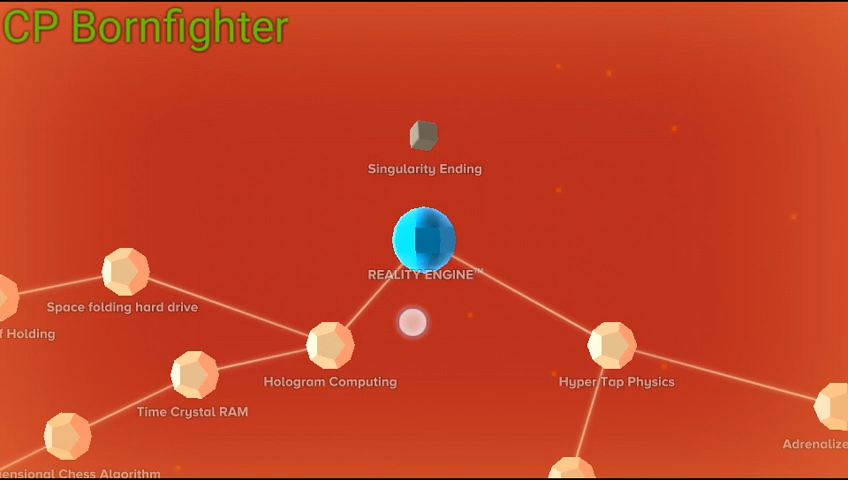 CP Bornfighter
Singularity Ending
REALITY ENGINE™
Space folding hard drive
f Holding
Hologram Computing
Hyper Tap Physics
Time Crystal RAM
Adrenalize
ensional Chess Algorithm